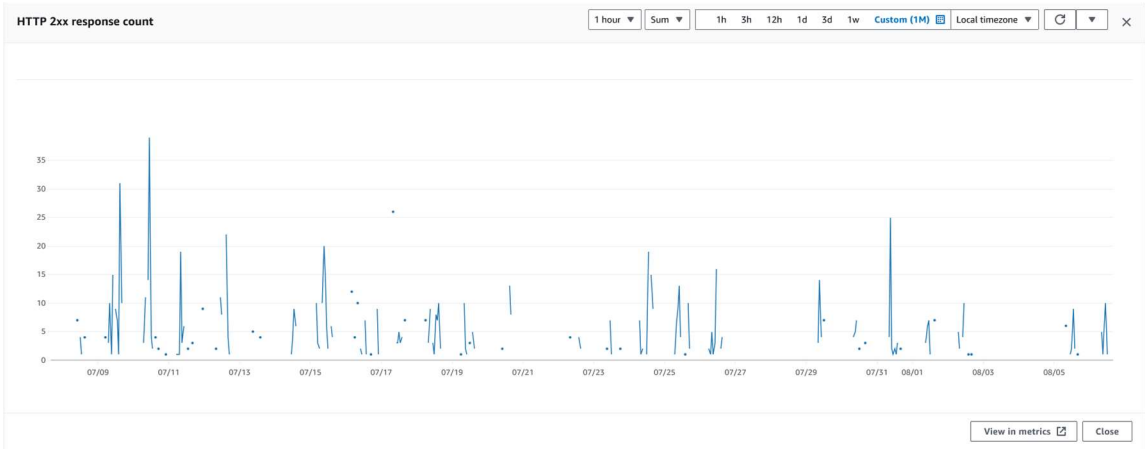 HTTP 2xx response count
1 hour ▼ Sum ▼ 1h 3h 12h 1d 3d 1w Custom (1M) Local timezone ▼
35
30
25
20
15
10
5
0
07/09 07/11 07/13 07/15 07/17 07/19 07/21 07/23 07/25 07/27 07/29 07/31 08/01 08/03 08/05
View in metrics Close